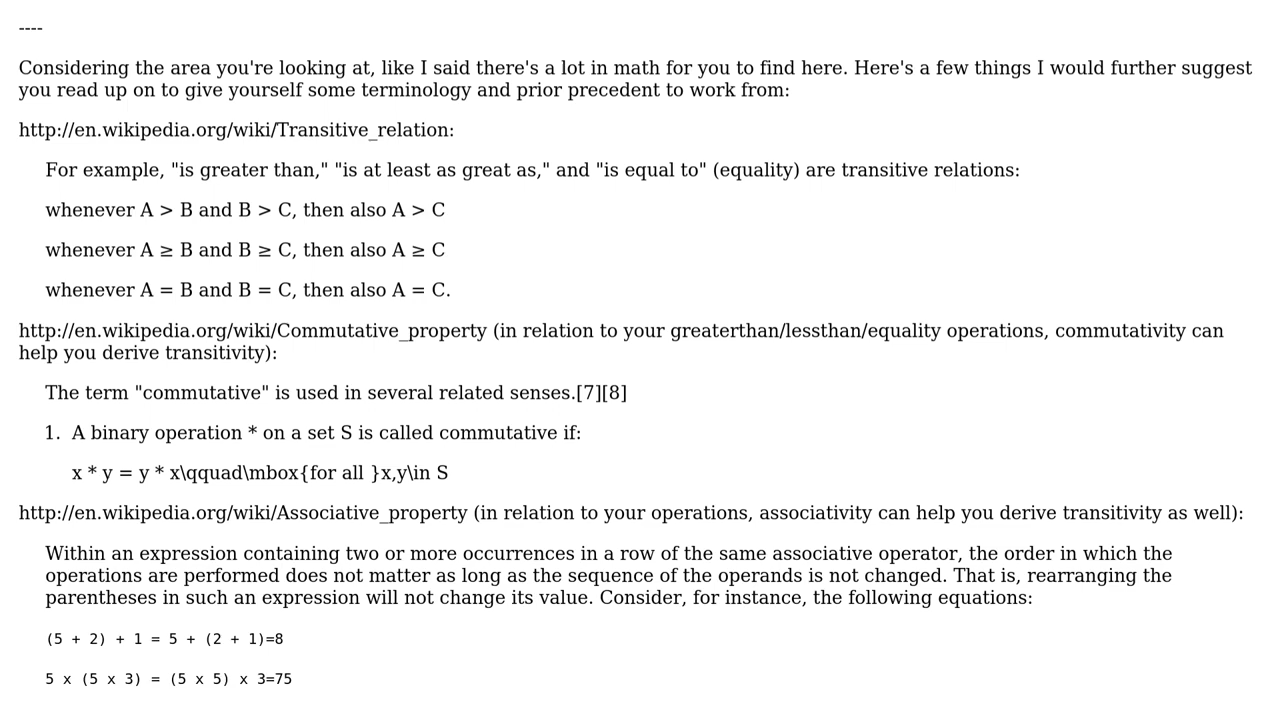 ----
Considering the area you're looking at, like I said there's a lot in math for you to find here. Here's a few things I would further suggest
you read up on to give yourself some terminology and prior precedent to work from:
http://en.wikipedia.org/wiki/Transitive_relation:
For example, "is greater than," "is at least as great as," and "is equal to" (equality) are transitive relations:
whenever A > B and B > C, then also A > C
whenever A ≥ B and B ≥ C, then also A ≥ C
whenever A = B and B = C, then also A = C.
http://en.wikipedia.org/wiki/Commutative_property (in relation to your greaterthan/lessthan/equality operations, commutativity can
help you derive transitivity):
The term "commutative" is used in several related senses.[7][8]
1. A binary operation * on a set S is called commutative if:
x * y = y * x\qquad\mbox{for all }x,y\in S
http://en.wikipedia.org/wiki/Associative_property (in relation to your operations, associativity can help you derive transitivity as well):
Within an expression containing two or more occurrences in a row of the same associative operator, the order in which the
operations are performed does not matter as long as the sequence of the operands is not changed. That is, rearranging the
parentheses in such an expression will not change its value. Consider, for instance, the following equations:
(5 + 2) + 1 = 5 + (2 + 1)=8
5 x (5 x 3) = (5 x 5) x 3=75